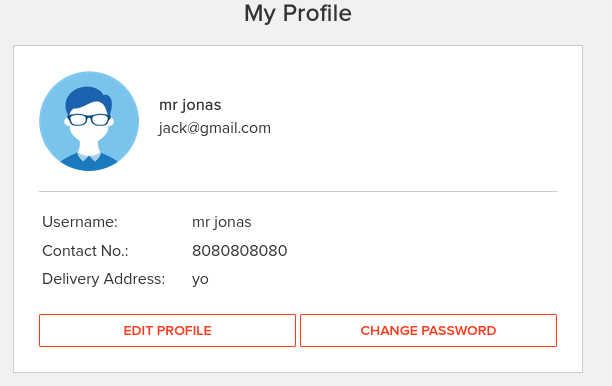 My Profile
mr jonas
jack@gmail.com
Username: mr jonas
Contact No.: 8080808080
Delivery Address: yo
EDIT PROFILE CHANGE PASSWORD